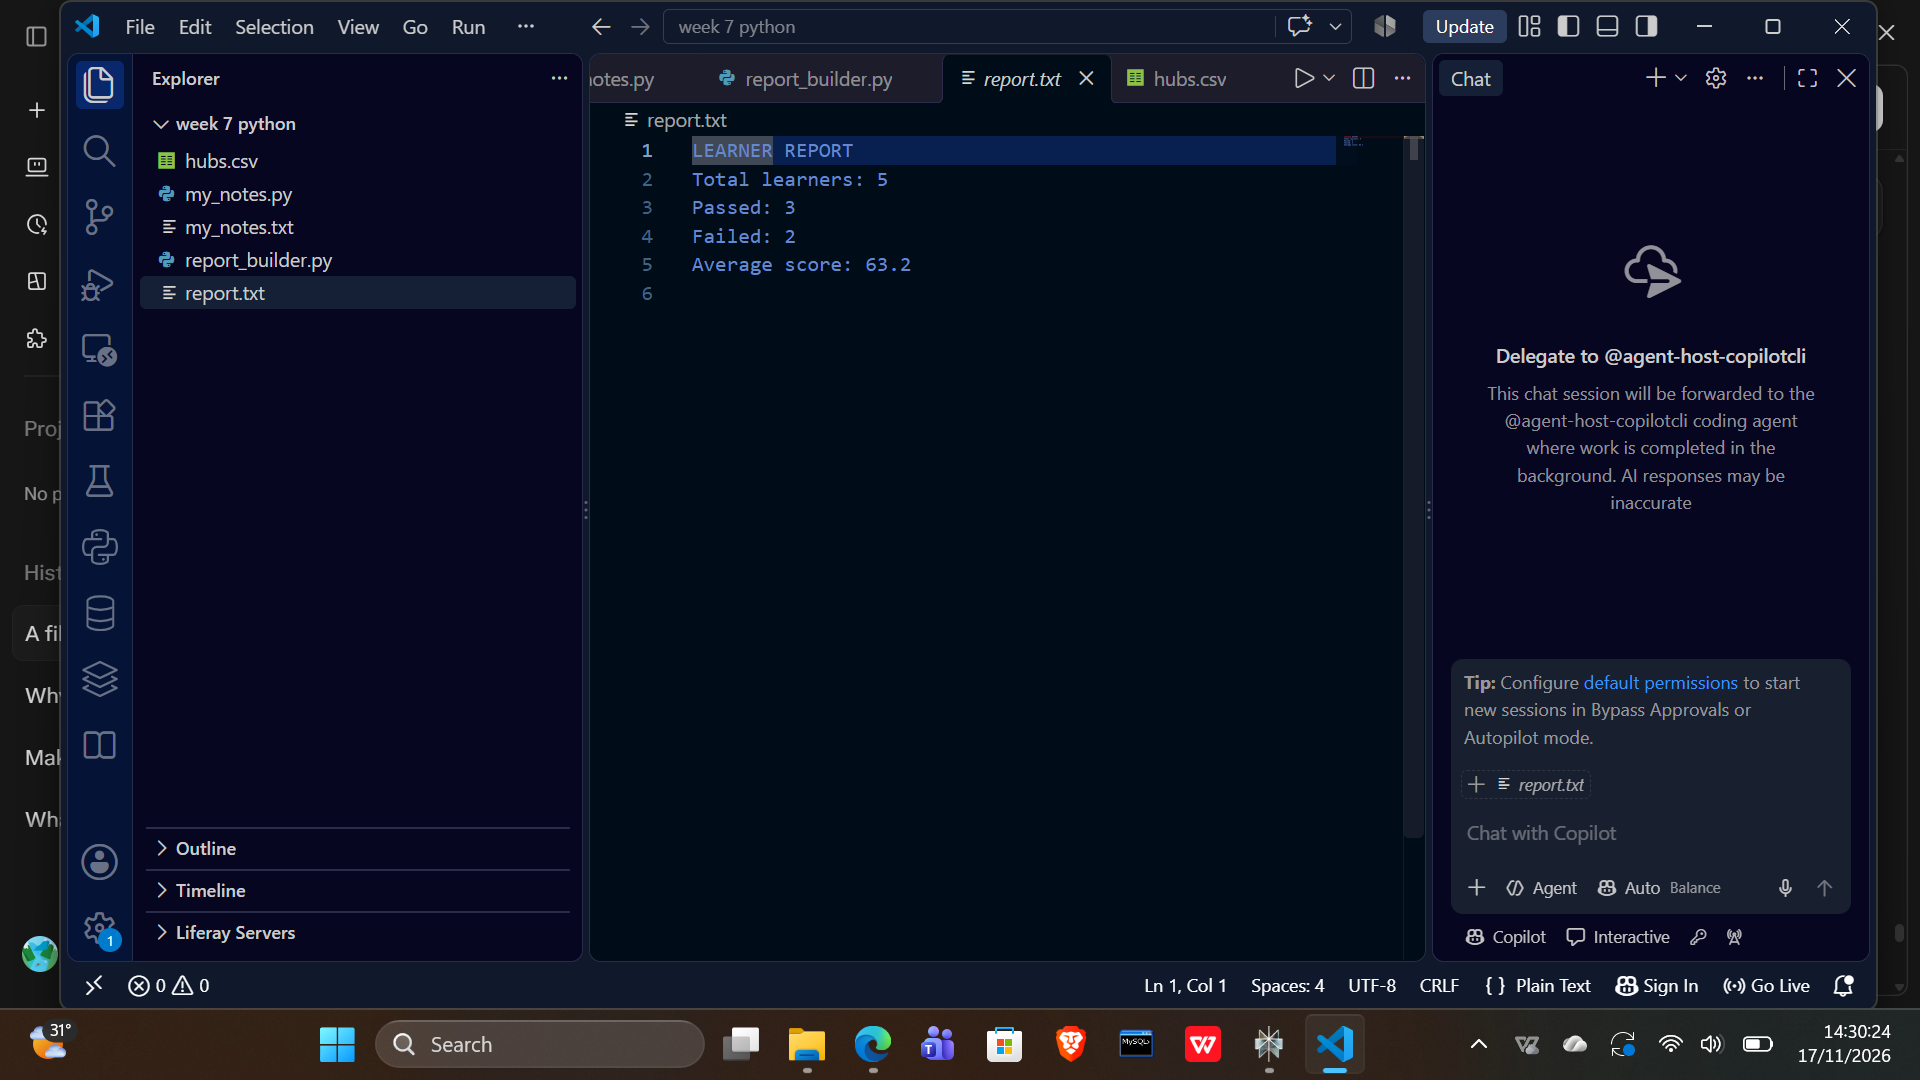 File Edit Selection View Go Run
week 7 python
Update
Explorer
week 7 python
hubs.csv
my_notes.py
my_notes.txt
report_builder.py
report.txt
Outline
Timeline
Liferay Servers
otes.py
report_builder.py
report.txt
hubs.csv
report.txt
1 LEARNER REPORT
2 Total learners: 5
3 Passed: 3
4 Failed: 2
5 Average score: 63.2
6
Chat
Delegate to @agent-host-copilotcli
This chat session will be forwarded to the
@agent-host-copilotcli coding agent
where work is completed in the
background. AI responses may be
inaccurate
Tip: Configure default permissions to start
new sessions in Bypass Approvals or
Autopilot mode.
report.txt
Chat with Copilot
Agent Auto Balance
Copilot Interactive
Proj
No p
Hist
A fil
Why
Mak
Wha
1
0 0
Ln 1, Col 1 Spaces: 4 UTF-8 CRLF {} Plain Text Sign In Go Live
31°
Search
MySQL
14:30:24
17/11/2026